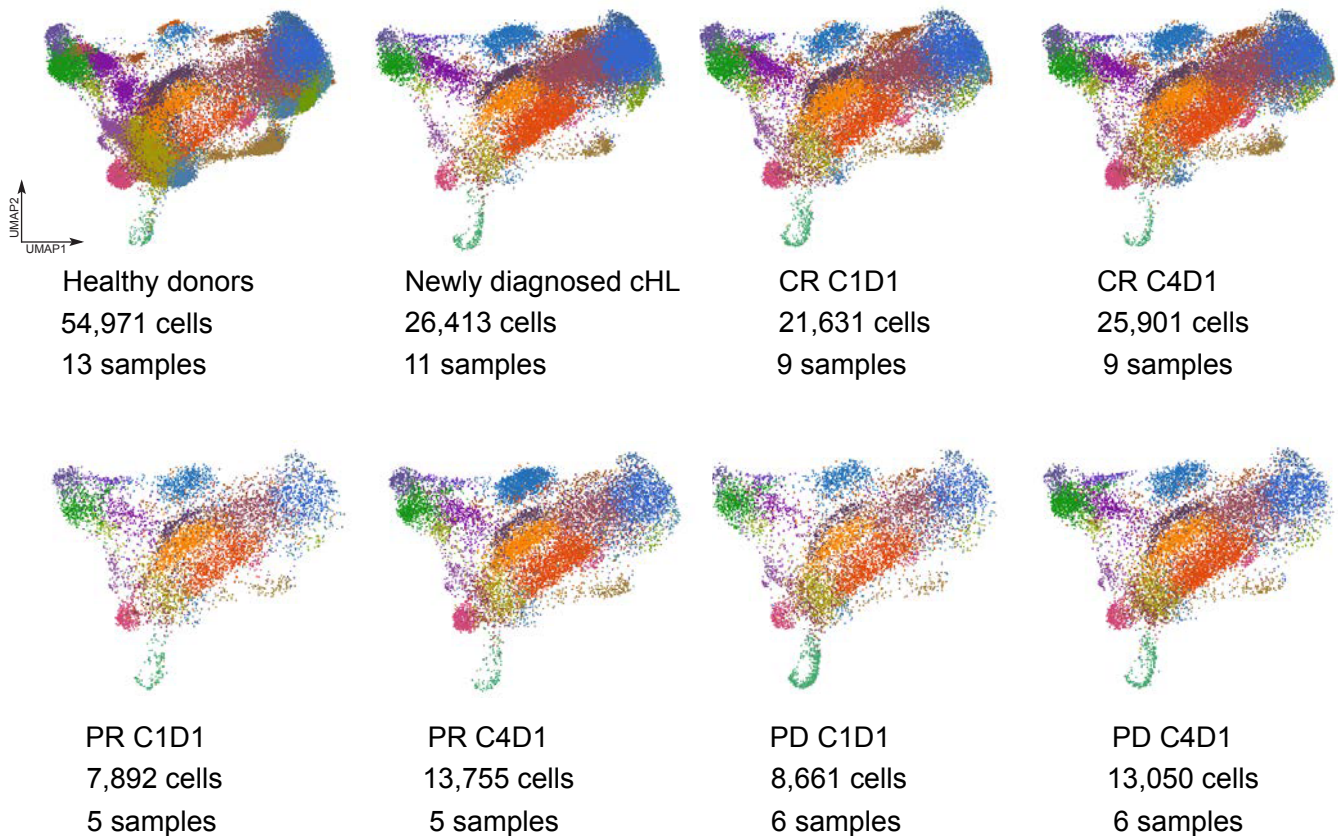 UMAP2
UMAP1
Healthy donors
54,971 cells
13 samples
Newly diagnosed cHL
26,413 cells
11 samples
CR C1D1
21,631 cells
9 samples
CR C4D1
25,901 cells
9 samples
PR C1D1
7,892 cells
5 samples
PR C4D1
13,755 cells
5 samples
PD C1D1
8,661 cells
6 samples
PD C4D1
13,050 cells
6 samples